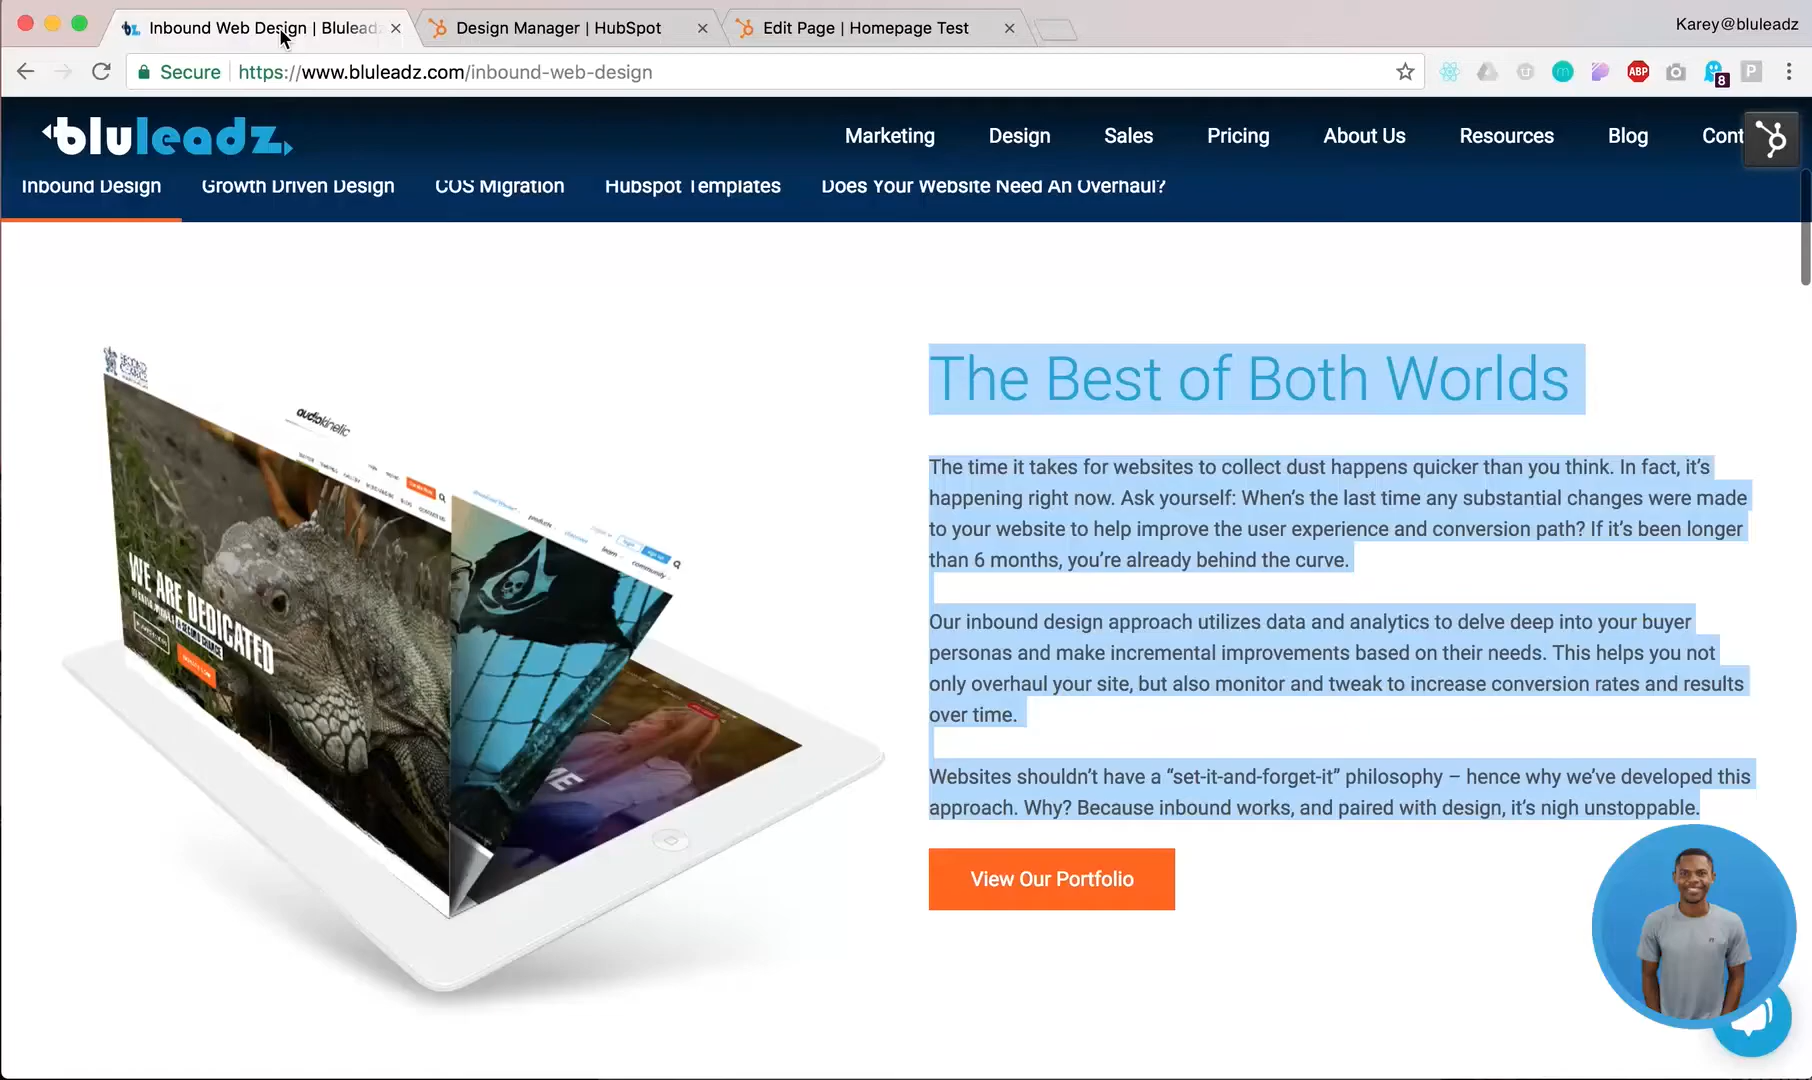 Inbound Web Design | Bluleadz
Design Manager | HubSpot
Edit Page | Homepage Test
Karey@bluleadz
Secure
https://www.bluleadz.com/inbound-web-design
ABP
8
P
bluleadz
Marketing
Design
Sales
Pricing
About Us
Resources
Blog
Cont
Inbound Design
Growth Driven Design
COS Migration
Hubspot Templates
Does Your Website Need An Overhaul?
The Best of Both Worlds
The time it takes for websites to collect dust happens quicker than you think. In fact, it’s
happening right now. Ask yourself: When’s the last time any substantial changes were made
to your website to help improve the user experience and conversion path? If it’s been longer
than 6 months, you’re already behind the curve.
Our inbound design approach utilizes data and analytics to delve deep into your buyer
personas and make incremental improvements based on their needs. This helps you not
only overhaul your site, but also monitor and tweak to increase conversion rates and results
over time.
Websites shouldn’t have a “set-it-and-forget-it” philosophy – hence why we’ve developed this
approach. Why? Because inbound works, and paired with design, it’s nigh unstoppable.
View Our Portfolio
audiokinetic
WE ARE DEDICATED
A SECOND CHANCE
products
learn
community
ME